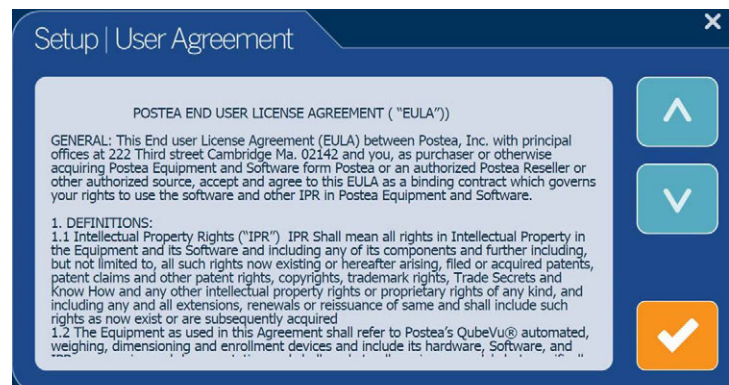 Setup | User Agreement
POSTEA END USER LICENSE AGREEMENT ( “EULA”))
GENERAL: This End user License Agreement (EULA) between Postea, Inc. with principal
offices at 222 Third street Cambridge Ma. 02142 and you, as purchaser or otherwise
acquiring Postea Equipment and Software form Postea or an authorized Postea Reseller or
other authorized source, accept and agree to this EULA as a binding contract which governs
your rights to use the software and other IPR in Postea Equipment and Software.
1. DEFINITIONS:
1.1 Intellectual Property Rights (“IPR”) IPR Shall mean all rights in Intellectual Property in
the Equipment and its Software and including any of its components and further including,
but not limited to, all such rights now existing or hereafter arising, filed or acquired patents,
patent claims and other patent rights, copyrights, trademark rights, Trade Secrets and
Know How and any other intellectual property rights or proprietary rights of any kind, and
including any and all extensions, renewals or reissuance of same and shall include such
rights as now exist or are subsequently acquired
1.2 The Equipment as used in this Agreement shall refer to Postea’s QubeVu® automated,
weighing, dimensioning and enrollment devices and include its hardware, Software, and